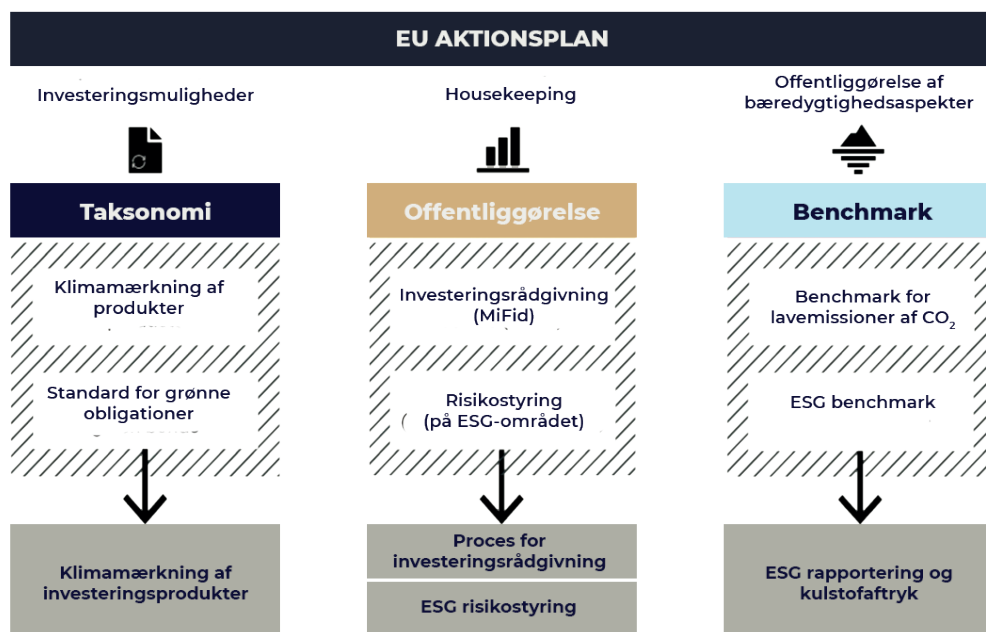 EU AKTIONSPLAN
Investeringsmuligheder
Housekeeping
Offentliggørelse af
bæredygtighedsaspekter
Taksonomi
Klimamærkning af
produkter
Standard for grønne
obligationer
Klimamærkning af
investeringsprodukter
Offentliggørelse
Investeringsrådgivning
(MiFid)
Risikostyring
(på ESG-området)
Proces for
investeringsrådgivning
ESG risikostyring
Benchmark
Benchmark for
lavemissioner af CO₂
ESG benchmark
ESG rapportering og
kulstofaftryk